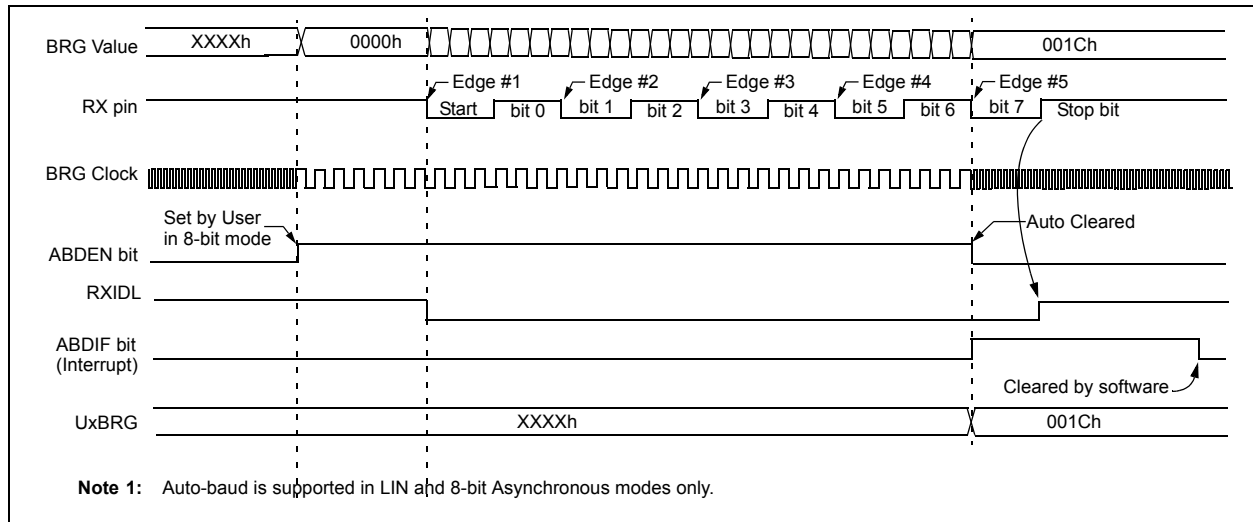 BRG Value
XXXXh
0000h
001Ch
Edge #1
Edge #2
Edge #3
Edge #4
Edge #5
RX pin
Start
bit 0
bit 1
bit 2
bit 3
bit 4
bit 5
bit 6
bit 7
Stop bit
BRG Clock
Set by User
in 8-bit mode
Auto Cleared
ABDEN bit
RXIDL
ABDIF bit
(Interrupt)
Cleared by software
UxBRG
XXXXh
001Ch
Note 1: Auto-baud is supported in LIN and 8-bit Asynchronous modes only.